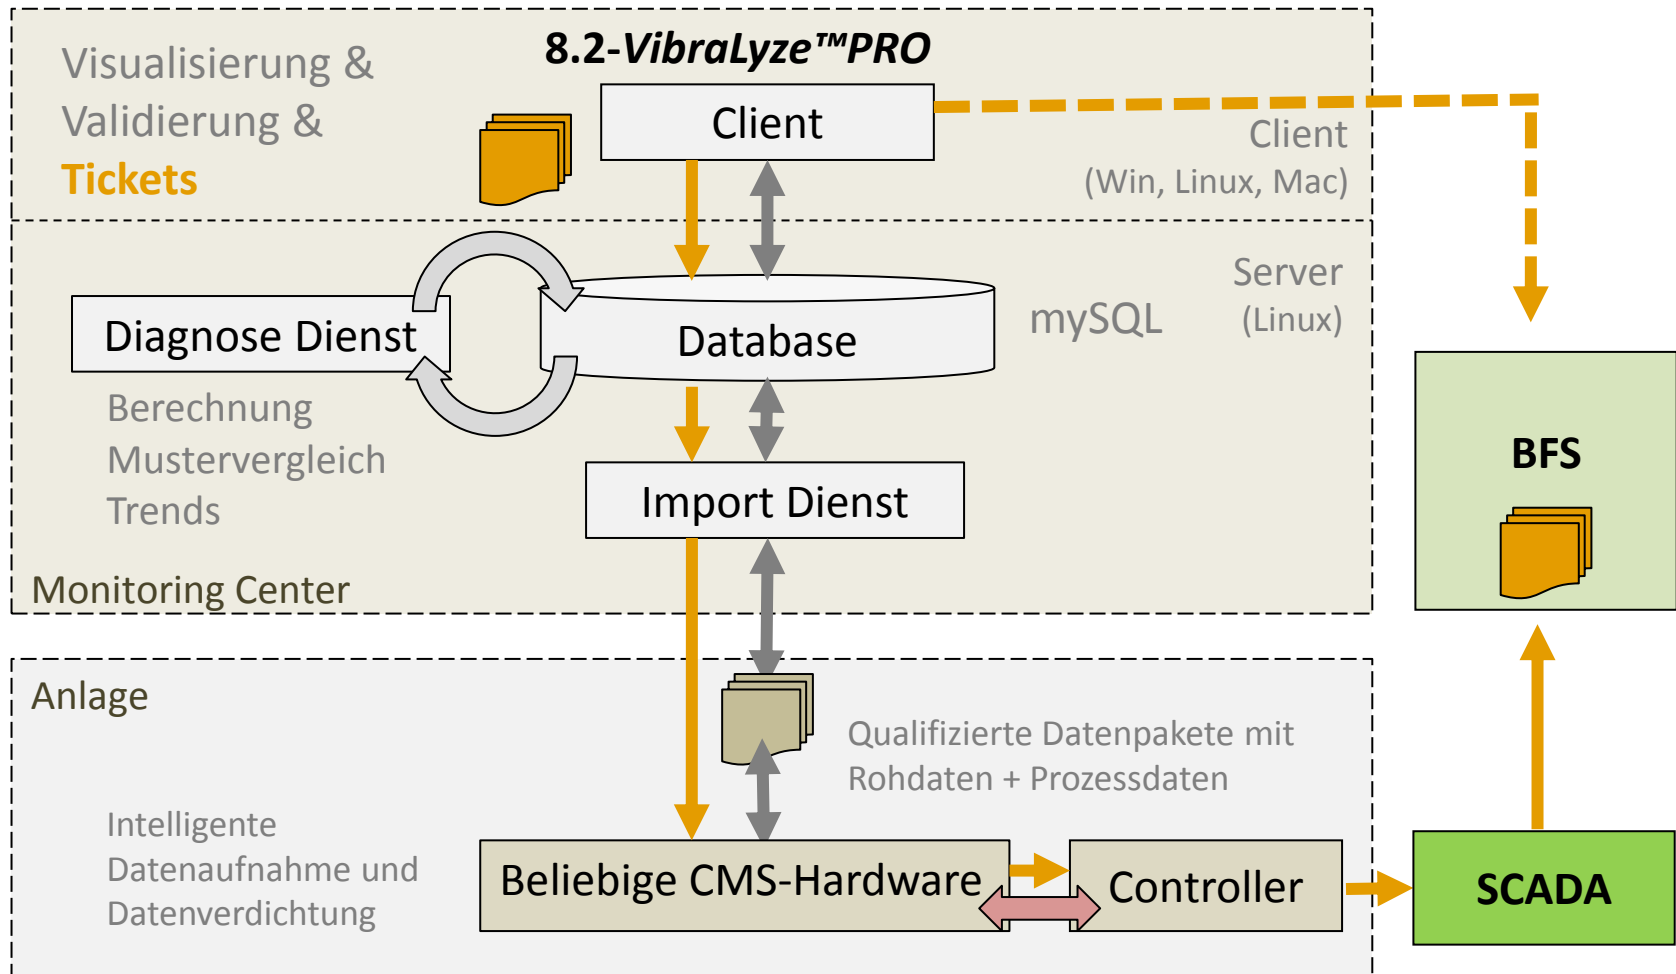 8.2-VibraLyze™PRO
Visualisierung &
Validierung &
Tickets
Client
Client
(Win, Linux, Mac)
Server
(Linux)
mySQL
Diagnose Dienst
Database
Berechnung
Mustervergleich
Trends
Import Dienst
Monitoring Center
BFS
Anlage
Qualifizierte Datenpakete mit
Rohdaten + Prozessdaten
Intelligente
Datenaufnahme und
Datenverdichtung
Beliebige CMS-Hardware
Controller
SCADA